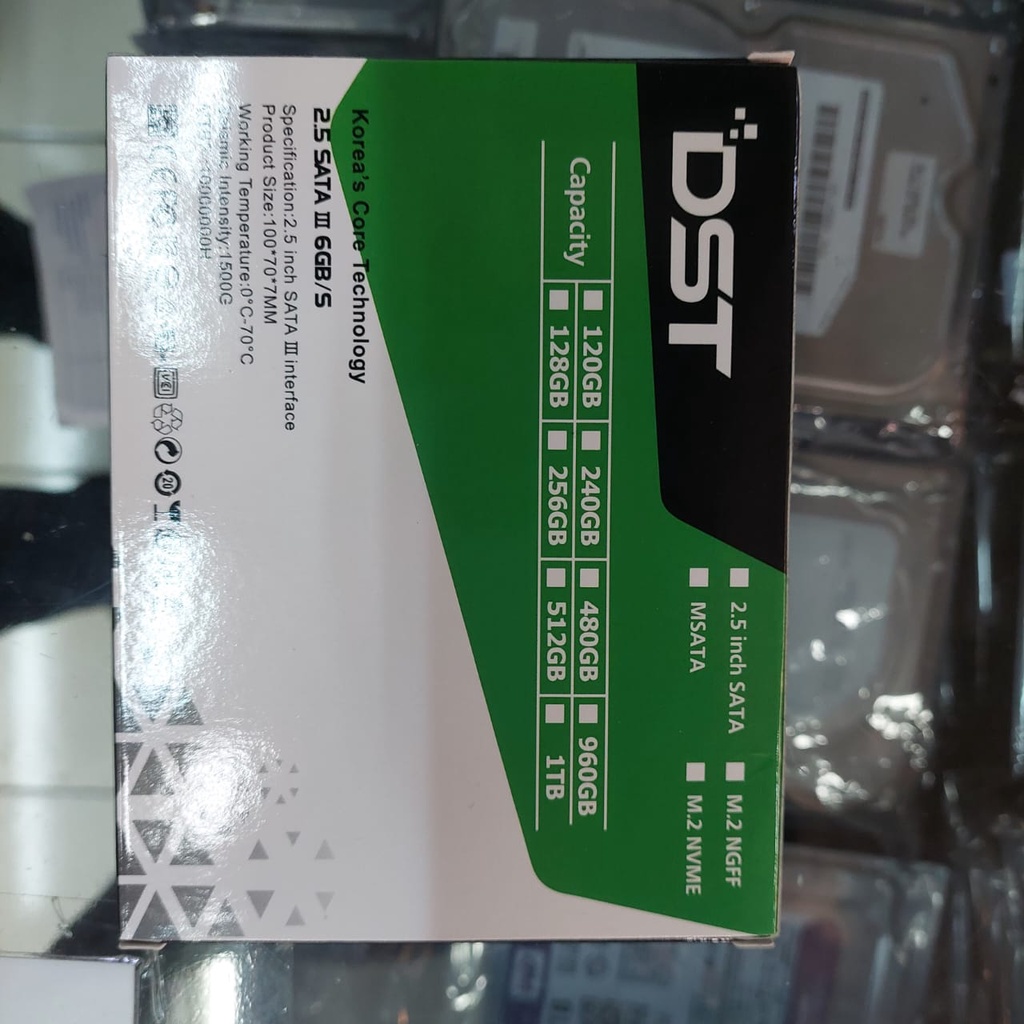 DST
2.5 inch SATA
M.2 NGFF
MSATA
M.2 NVME
Capacity
120GB 240GB 480GB 960GB
128GB 256GB 512GB 1TB
Korea's Core Technology
2.5 SATA III 6GB/S
Specification:2.5 inch SATA III interface
Product Size:100*70*7MM
Working Temperature:0°C-70°C
Intensity:1500G
20